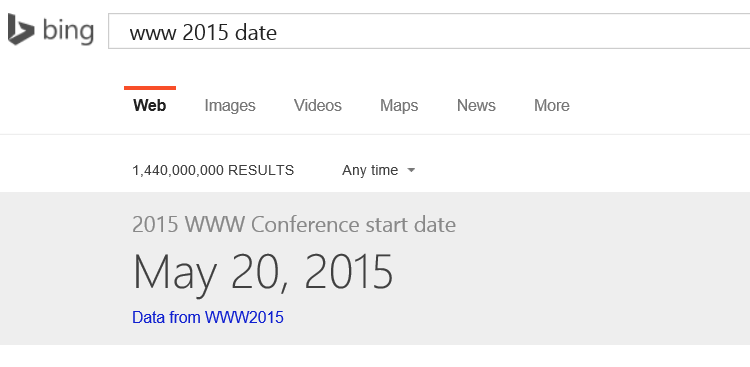 bing
www 2015 date
Web Images Videos Maps News More
1,440,000,000 RESULTS Any time
2015 WWW Conference start date
May 20, 2015
Data from WWW2015